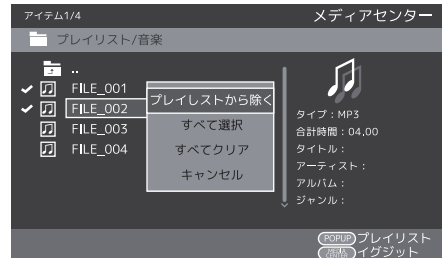 アイテム1/4
メディアセンター
プレイリスト/音楽
..
FILE_001
FILE_002
FILE_003
FILE_004
プレイしストから除く
すべて選択
すべてクリア
キャンセル
タイプ：MP3
合計時間：04,00
タイトル：
アーティスト：
アルバム：
ジャンル：
POPUP プレイリスト
MEDIA CENTER イグジット